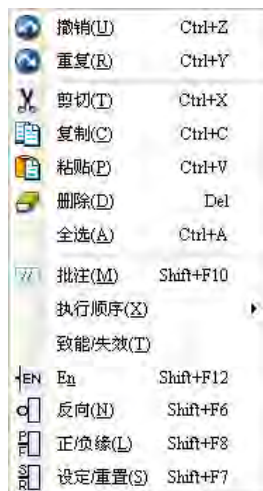 撤销(U) Ctrl+Z
重复(R) Ctrl+Y
剪切(T) Ctrl+X
复制(C) Ctrl+C
粘贴(P) Ctrl+V
删除(D) Del
全选(A) Ctrl+A
批注(M) Shift+F10
执行顺序(X)
致能/失效(T)
EN En Shift+F12
反向(N) Shift+F6
P F 正/负缘(L) Shift+F8
S R 设定/重置(S) Shift+F7